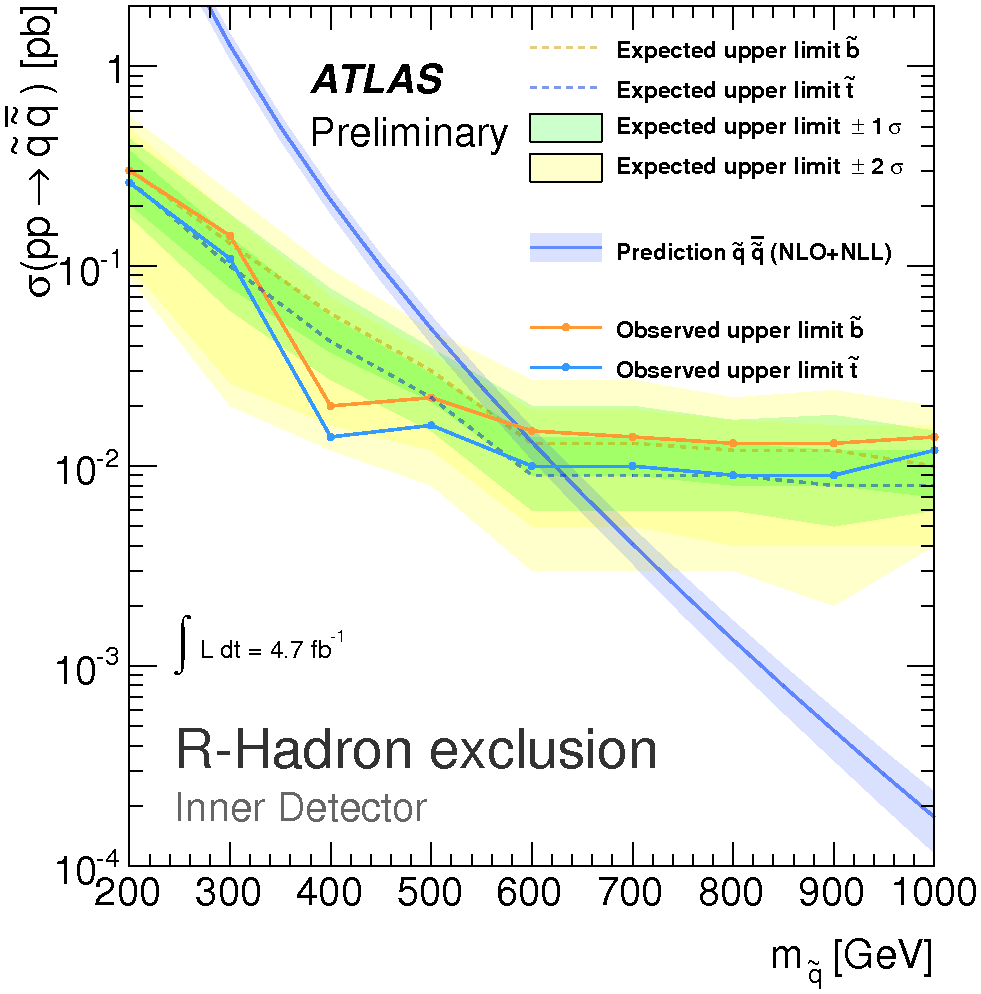 σ(pp → q̃ q̃̄ ) [pb]
1
10⁻¹
10⁻²
10⁻³
10⁻⁴
ATLAS
Preliminary
Expected upper limit b̃
Expected upper limit t̃
Expected upper limit ± 1 σ
Expected upper limit ± 2 σ
Prediction q̃ q̃̄ (NLO+NLL)
Observed upper limit b̃
Observed upper limit t̃
∫ L dt = 4.7 fb⁻¹
R-Hadron exclusion
Inner Detector
200 300 400 500 600 700 800 900 1000
m_q̃ [GeV]